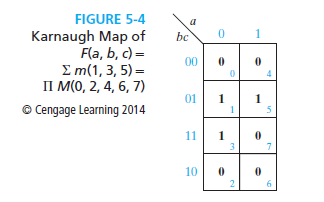 FIGURE 5-4
Karnaugh Map of
F(a, b, c) =
Σ m(1, 3, 5) =
Π M(0, 2, 4, 6, 7)
© Cengage Learning 2014
a
bc 0 1
00 0 0 0 4
01 1 1 1 5
11 1 3 0 7
10 0 2 0 6